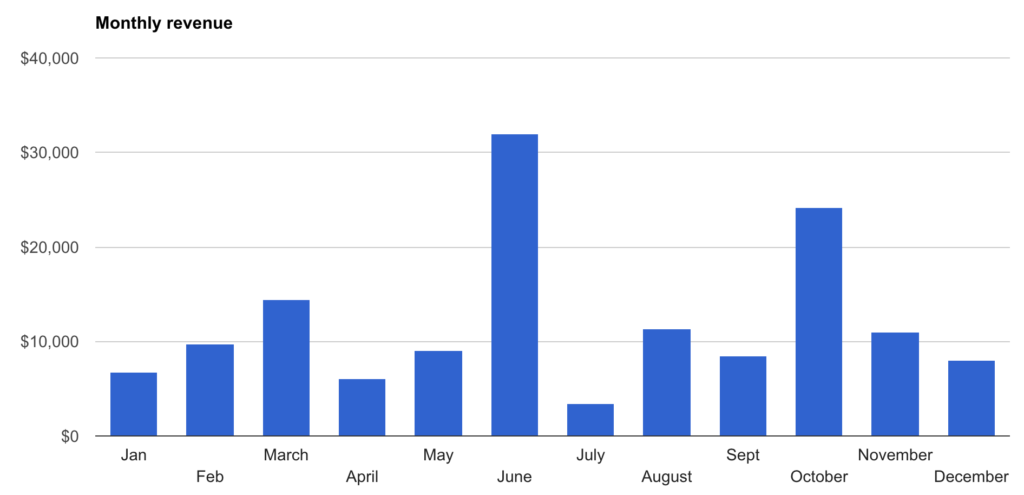 Monthly revenue
$40,000
$30,000
$20,000
$10,000
$0
Jan
Feb
March
April
May
June
July
August
Sept
October
November
December